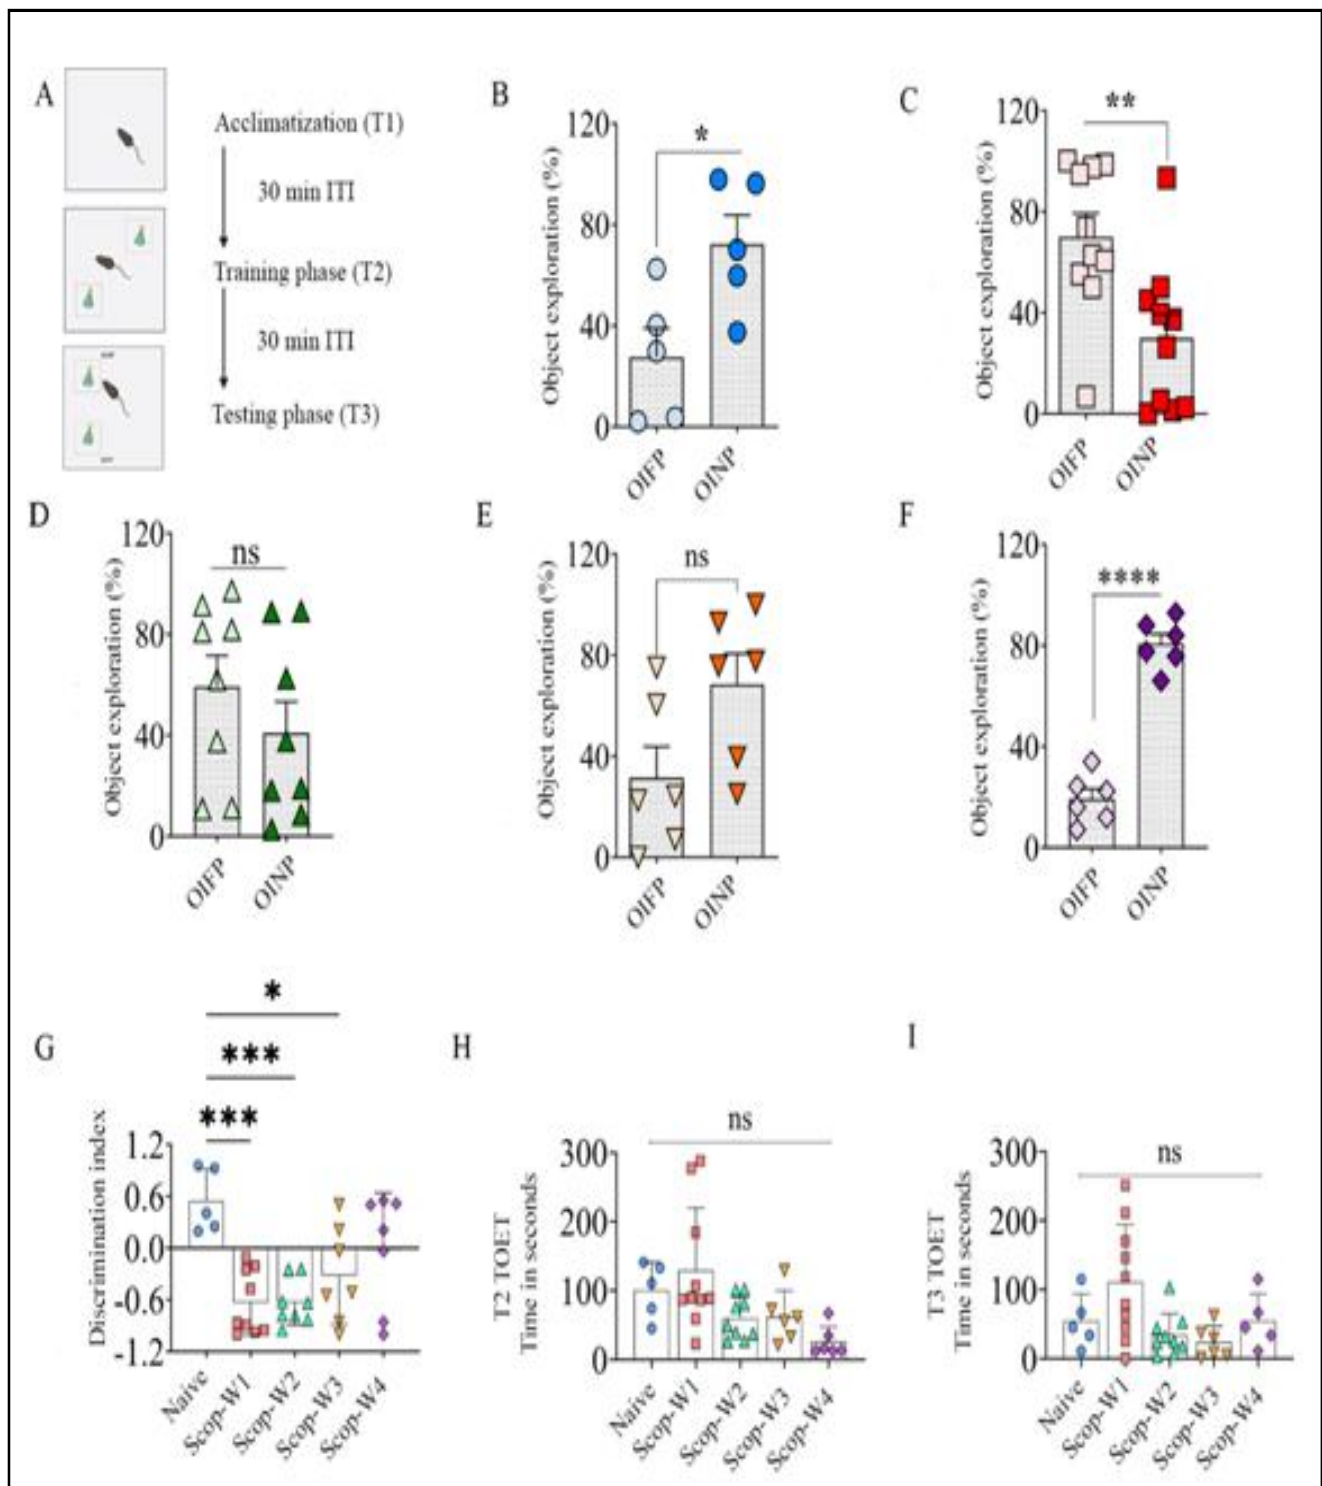 A
Acclimatization (T1)
30 min ITI
Training phase (T2)
30 min ITI
Testing phase (T3)
B
Object exploration (%)
120
80
40
0
*
OIFP
OINP
C
Object exploration (%)
120
80
40
0
**
OIFP
OINP
D
Object exploration (%)
120
80
40
0
ns
OIFP
OINP
E
Object exploration (%)
120
80
40
0
ns
OIFP
OINP
F
Object exploration (%)
120
80
40
0
****
OIFP
OINP
G
Discrimination index
*
***
***
1.2
0.6
0.0
-0.6
-1.2
Naive
Scop-W1
Scop-W2
Scop-W3
Scop-W4
H
T2 TOET
Time in seconds
ns
300
200
100
0
Naive
Scop-W1
Scop-W2
Scop-W3
Scop-W4
I
T3 TOET
Time in seconds
ns
300
200
100
0
Naive
Scop-W1
Scop-W2
Scop-W3
Scop-W4